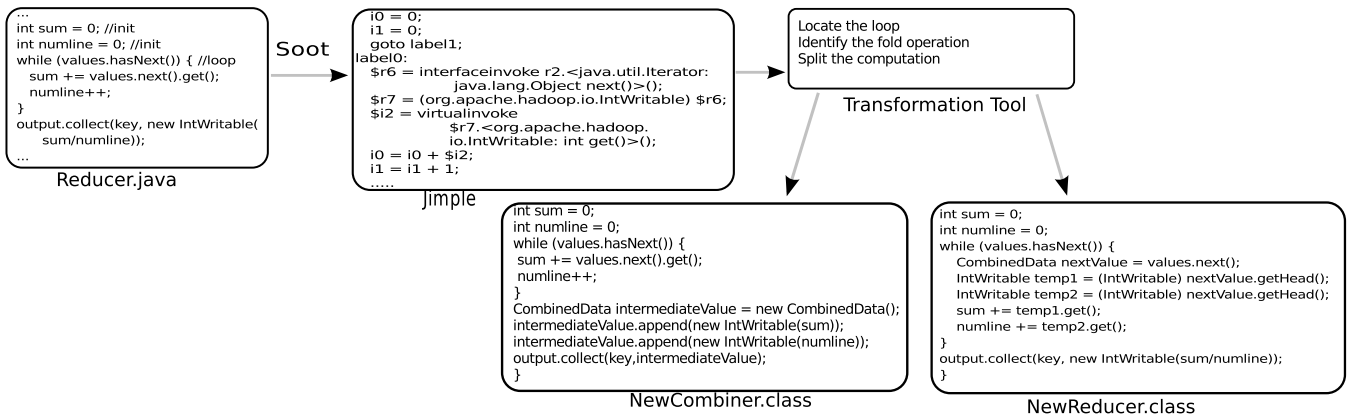 ...
int sum = 0; //init
int numline = 0; //init
while (values.hasNext()) { //loop
sum += values.next().get();
numline++;
}
output.collect(key, new IntWritable(
sum/numline));
...
Reducer.java
Soot
i0 = 0;
i1 = 0;
goto label1;
label0:
$r6 = interfaceinvoke r2.<java.util.Iterator:
java.lang.Object next()>();
$r7 = (org.apache.hadoop.io.IntWritable) $r6;
$i2 = virtualinvoke
$r7.<org.apache.hadoop.
io.IntWritable: int get()>();
i0 = i0 + $i2;
i1 = i1 + 1;
.....
Jimple
Locate the loop
Identify the fold operation
Split the computation
Transformation Tool
int sum = 0;
int numline = 0;
while (values.hasNext()) {
sum += values.next().get();
numline++;
}
CombinedData intermediateValue = new CombinedData();
intermediateValue.append(new IntWritable(sum));
intermediateValue.append(new IntWritable(numline));
output.collect(key,intermediateValue);
}
NewCombiner.class
int sum = 0;
int numline = 0;
while (values.hasNext()) {
CombinedData nextValue = values.next();
IntWritable temp1 = (IntWritable) nextValue.getHead();
IntWritable temp2 = (IntWritable) nextValue.getHead();
sum += temp1.get();
numline += temp2.get();
}
output.collect(key, new IntWritable(sum/numline));
}
NewReducer.class